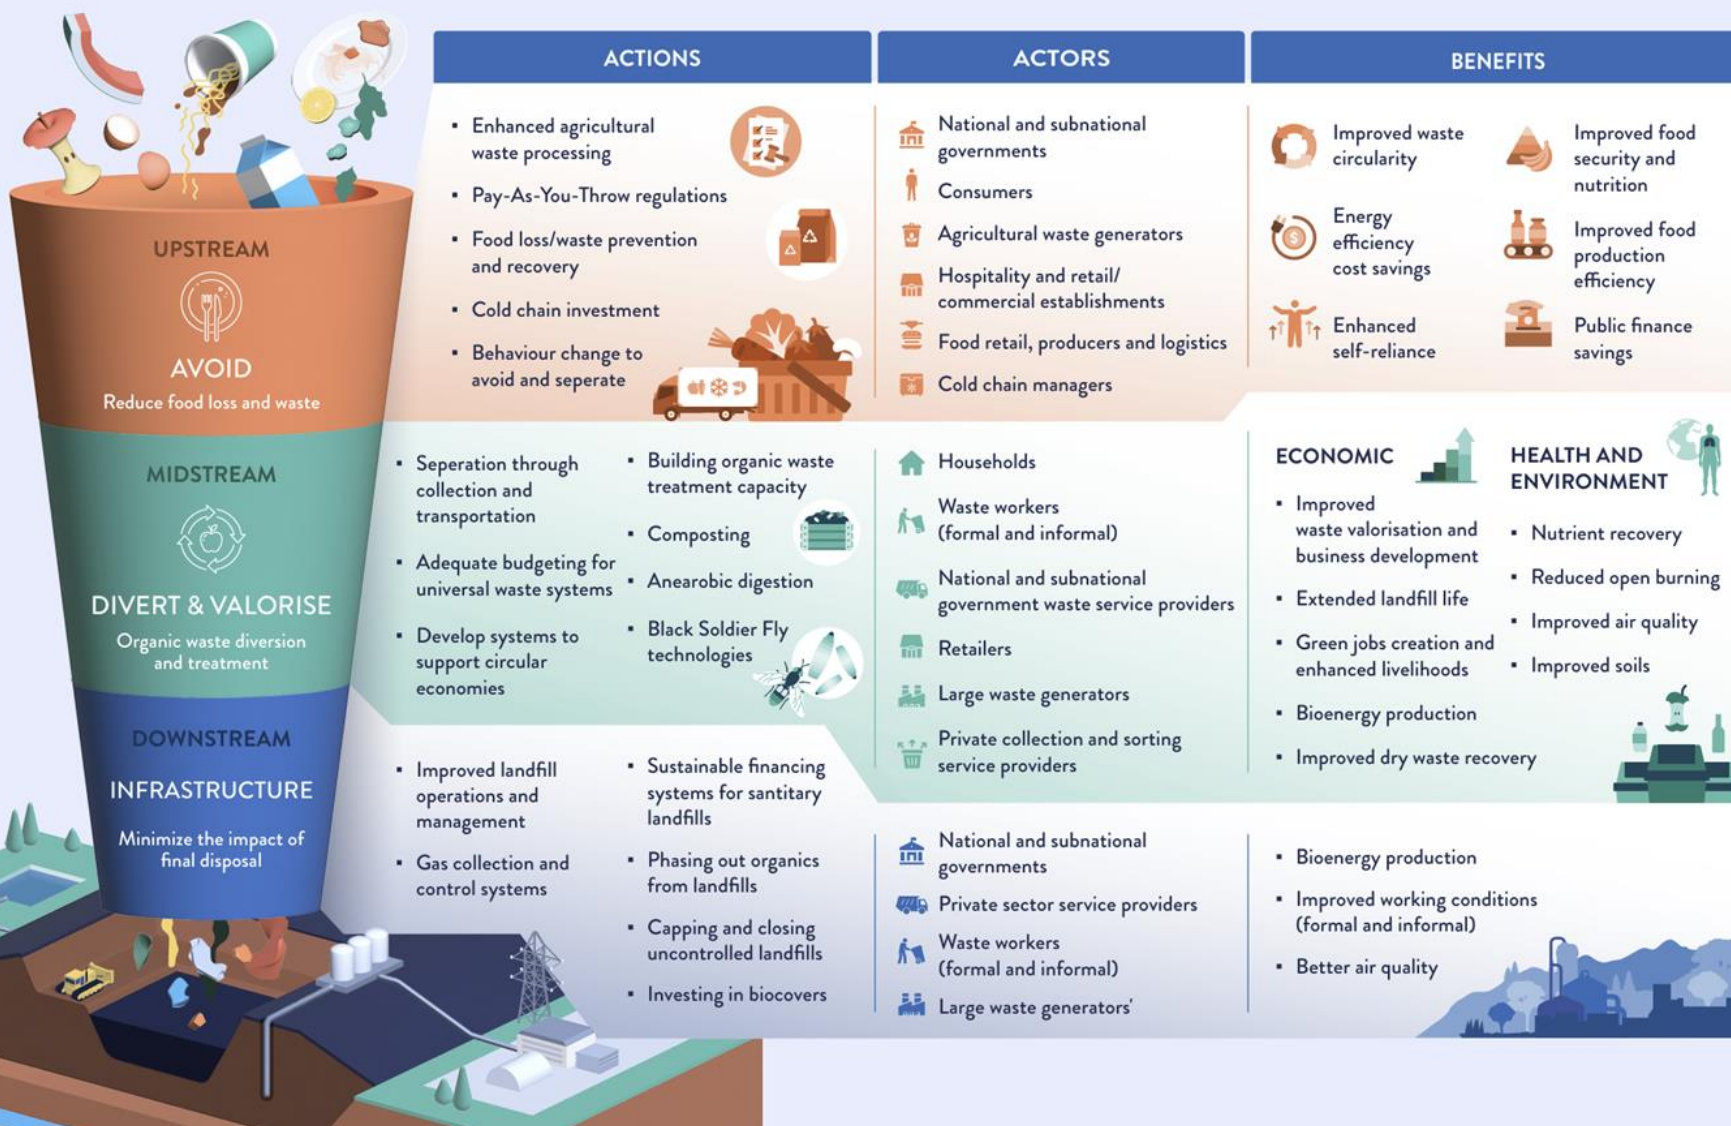 ACTIONS
ACTORS
BENEFITS
UPSTREAM
AVOID
Reduce food loss and waste
Enhanced agricultural
waste processing
Pay-As-You-Throw regulations
Food loss/waste prevention
and recovery
Cold chain investment
Behaviour change to
avoid and seperate
National and subnational
governments
Consumers
Agricultural waste generators
Hospitality and retail/
commercial establishments
Food retail, producers and logistics
Cold chain managers
Improved waste
circularity
Energy
efficiency
cost savings
Enhanced
self-reliance
Improved food
security and
nutrition
Improved food
production
efficiency
Public finance
savings
MIDSTREAM
DIVERT & VALORISE
Organic waste diversion
and treatment
Seperation through
collection and
transportation
Adequate budgeting for
universal waste systems
Develop systems to
support circular
economies
Building organic waste
treatment capacity
Composting
Anearobic digestion
Black Soldier Fly
technologies
Households
Waste workers
(formal and informal)
National and subnational
government waste service providers
Retailers
Large waste generators
Private collection and sorting
service providers
ECONOMIC
Improved
waste valorisation and
business development
Extended landfill life
Green jobs creation and
enhanced livelihoods
Bioenergy production
Improved dry waste recovery
HEALTH AND
ENVIRONMENT
Nutrient recovery
Reduced open burning
Improved air quality
Improved soils
DOWNSTREAM
INFRASTRUCTURE
Minimize the impact of
final disposal
Improved landfill
operations and
management
Gas collection and
control systems
Sustainable financing
systems for santitary
landfills
Phasing out organics
from landfills
Capping and closing
uncontrolled landfills
Investing in biocovers
National and subnational
governments
Private sector service providers
Waste workers
(formal and informal)
Large waste generators'
Bioenergy production
Improved working conditions
(formal and informal)
Better air quality